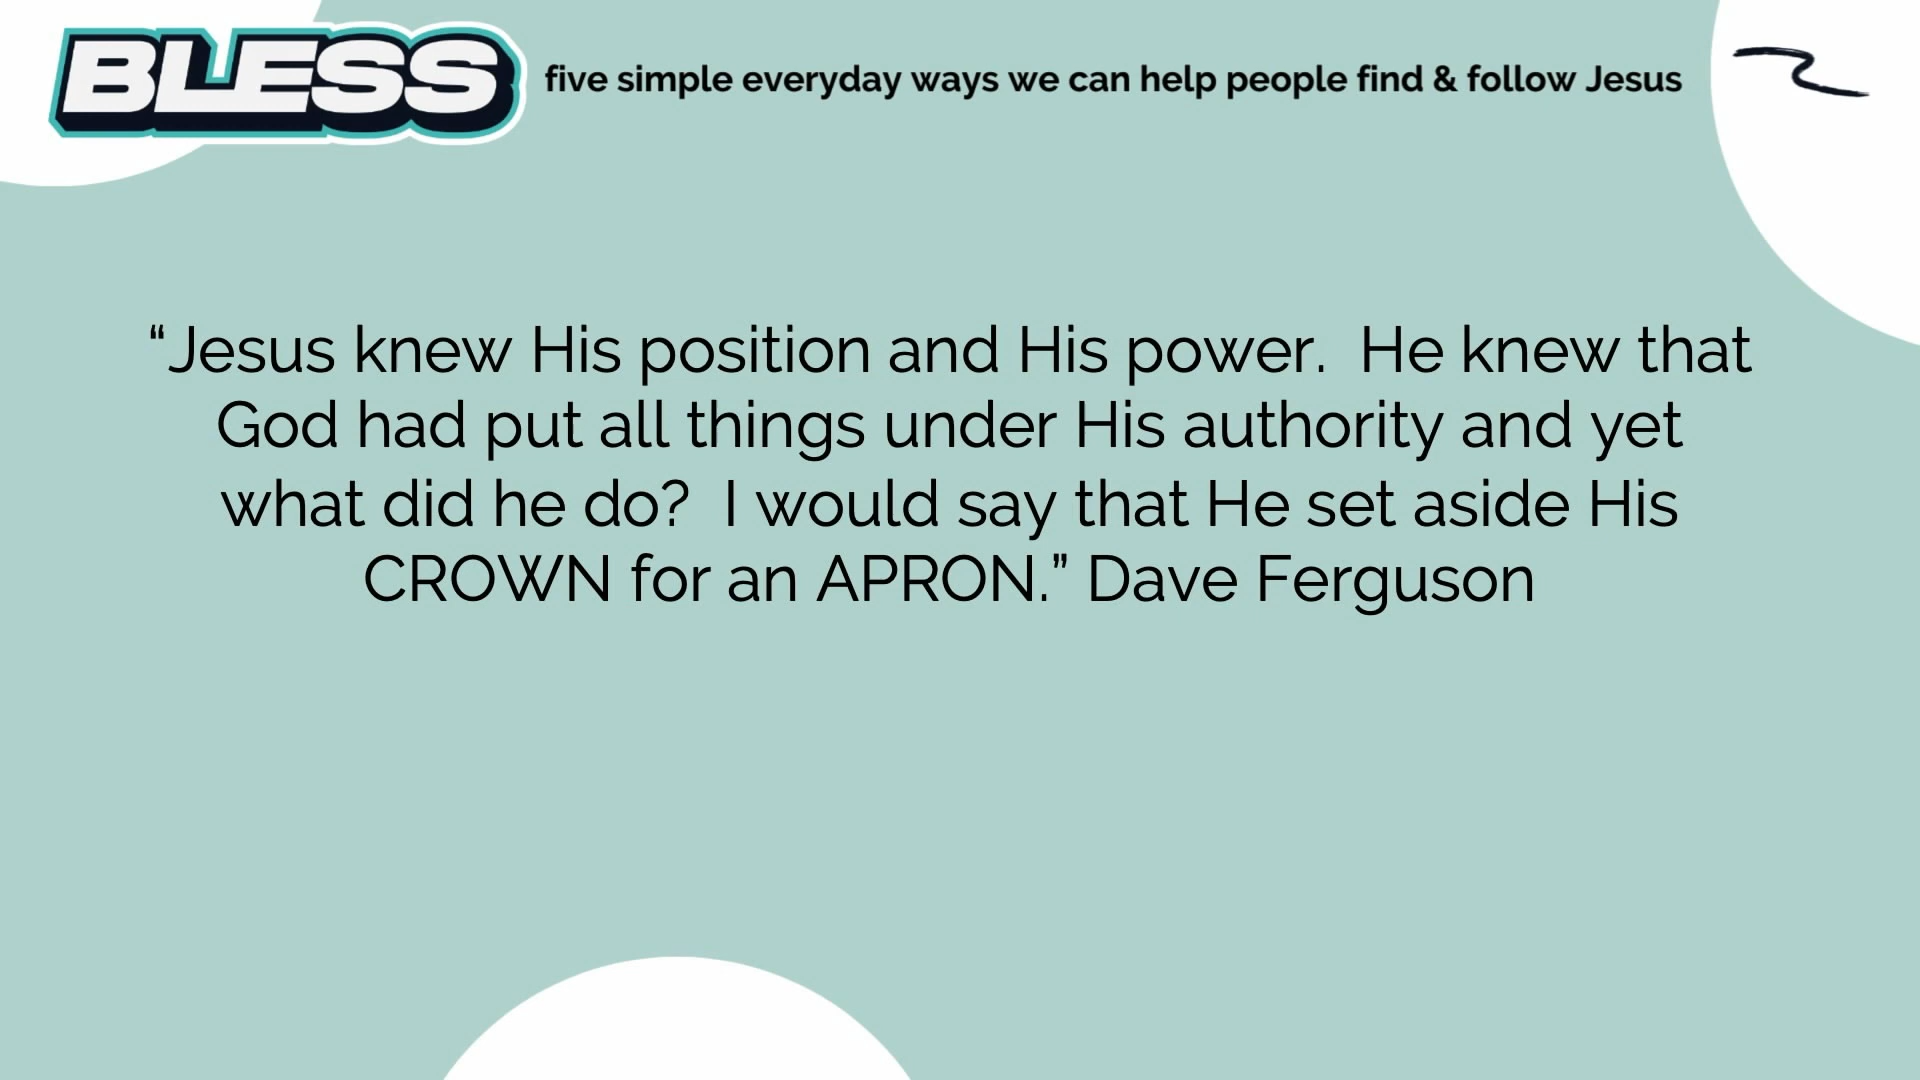 BLESS five simple everyday ways we can help people find & follow Jesus
“Jesus knew His position and His power.  He knew that
God had put all things under His authority and yet
what did he do?  I would say that He set aside His
CROWN for an APRON.” Dave Ferguson